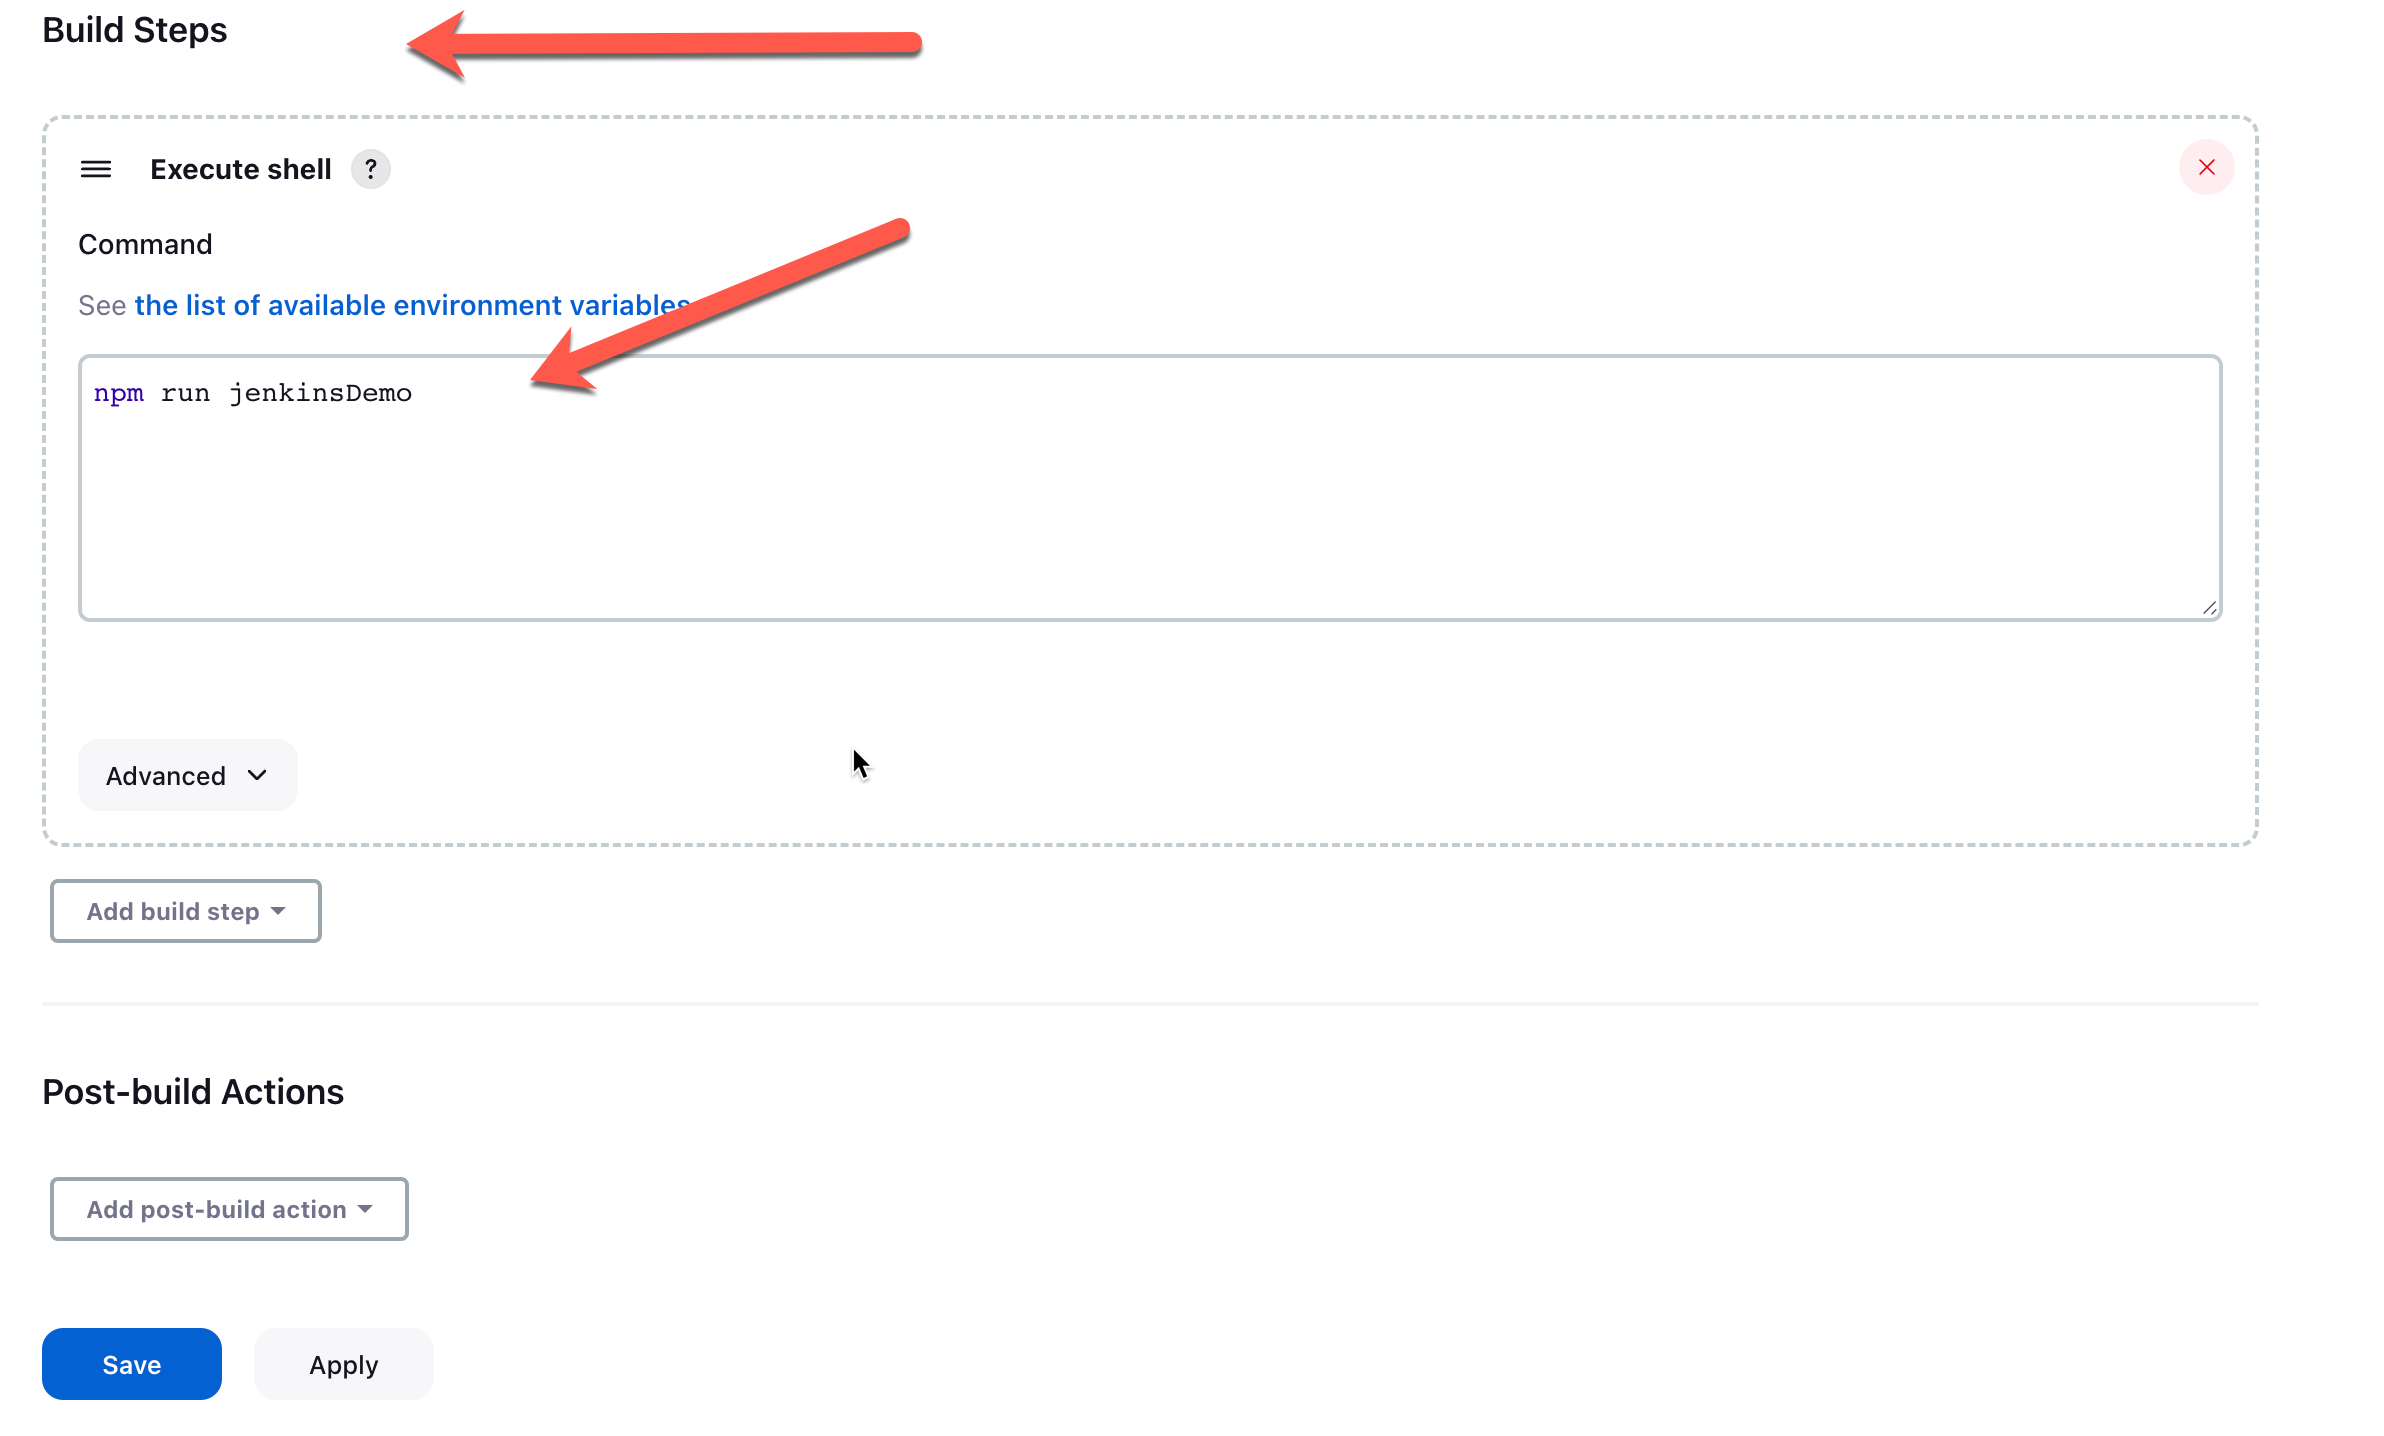 Build Steps
Execute shell ?
Command
See the list of available environment variables
npm run jenkinsDemo
Advanced
Add build step
Post-build Actions
Add post-build action
Save Apply